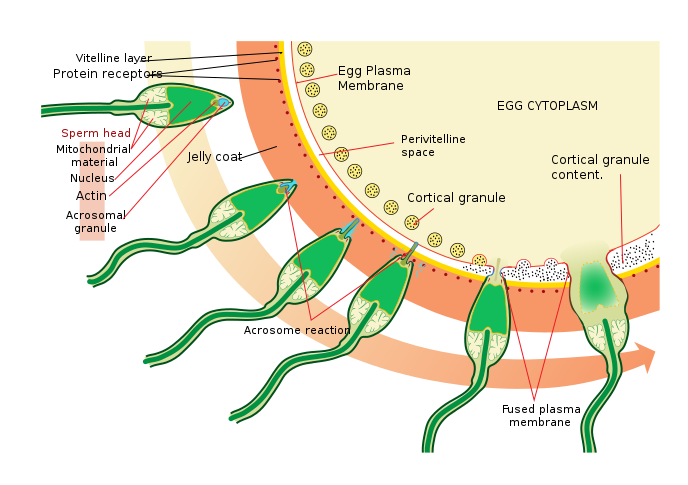 Vitelline layer
Protein receptors
Egg Plasma
Membrane
EGG CYTOPLASM
Sperm head
Mitochondrial
material
Nucleus
Actin
Acrosomal
granule
Jelly coat
Perivitelline
space
Cortical granule
Cortical granule
content.
Acrosome reaction
Fused plasma
membrane